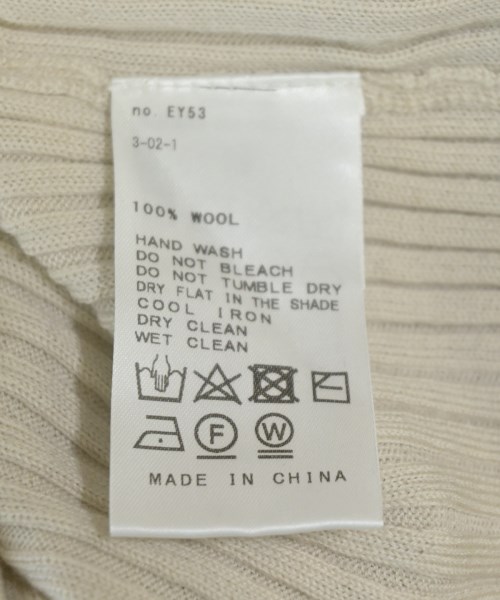 no. EY53
3-02-1
100% WOOL
HAND WASH
DO NOT BLEACH
DO NOT TUMBLE DRY
DRY FLAT IN THE SHADE
COOL IRON
DRY CLEAN
WET CLEAN
F W
MADE IN CHINA